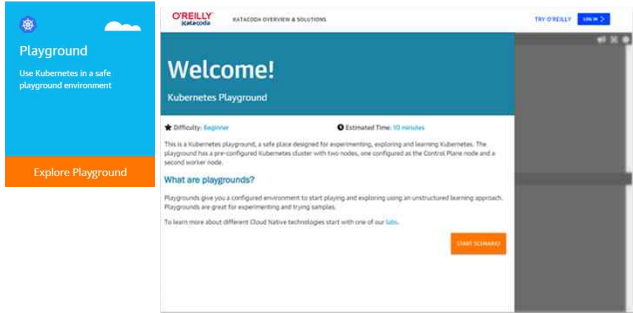 Playground
Use Kubernetes in a safe
playground environment
Explore Playground
O'REILLY
Katacoda
KATACODA OVERVIEW & SOLUTIONS
TRY O'REILLY
LOG IN >
Welcome!
Kubernetes Playground
Difficulty: Beginner
Estimated Time: 10 minutes
This is a Kubernetes playground, a safe place designed for experimenting, exploring and learning Kubernetes. The
playground has a pre-configured Kubernetes cluster with two nodes, one configured as the Control Plane node and a
second worker node.
What are playgrounds?
Playgrounds give you a configured environment to start playing and exploring using an unstructured learning approach.
Playgrounds are great for experimenting and trying samples.
To learn more about different Cloud Native technologies start with one of our labs.
START SCENARIO